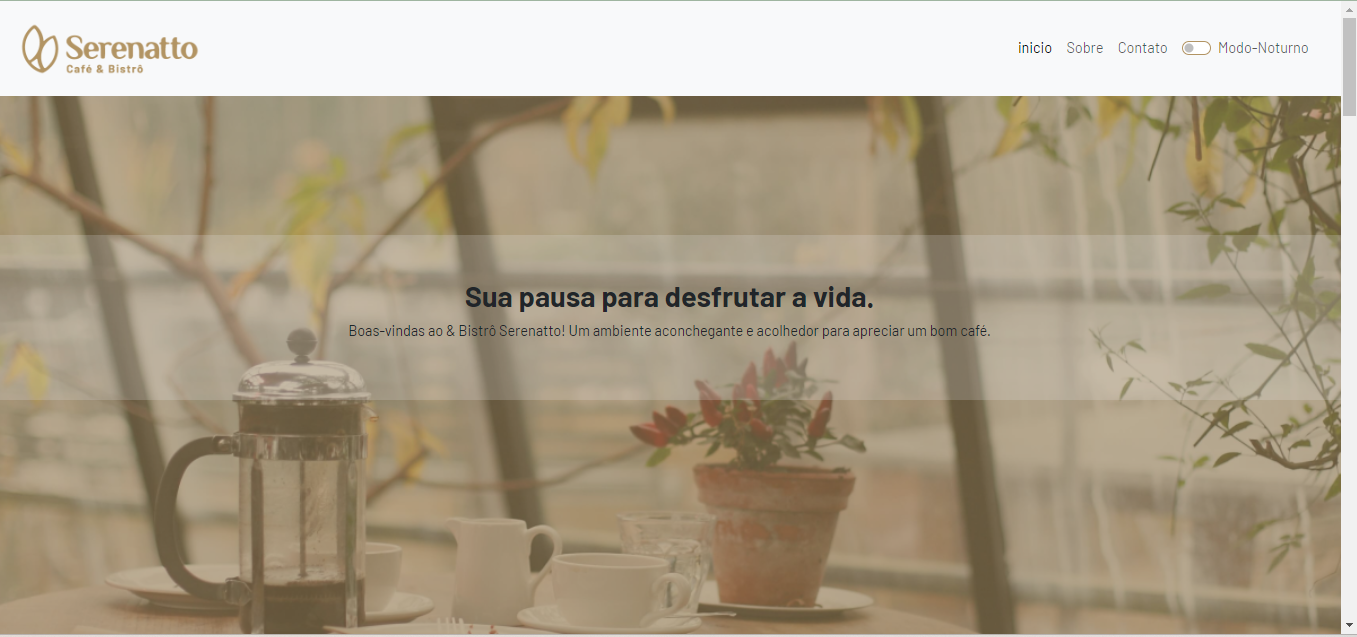 Serenatto
Café & Bistrô
inicio Sobre Contato Modo-Noturno
Sua pausa para desfrutar a vida.
Boas-vindas ao & Bistrô Serenatto! Um ambiente aconchegante e acolhedor para apreciar um bom café.